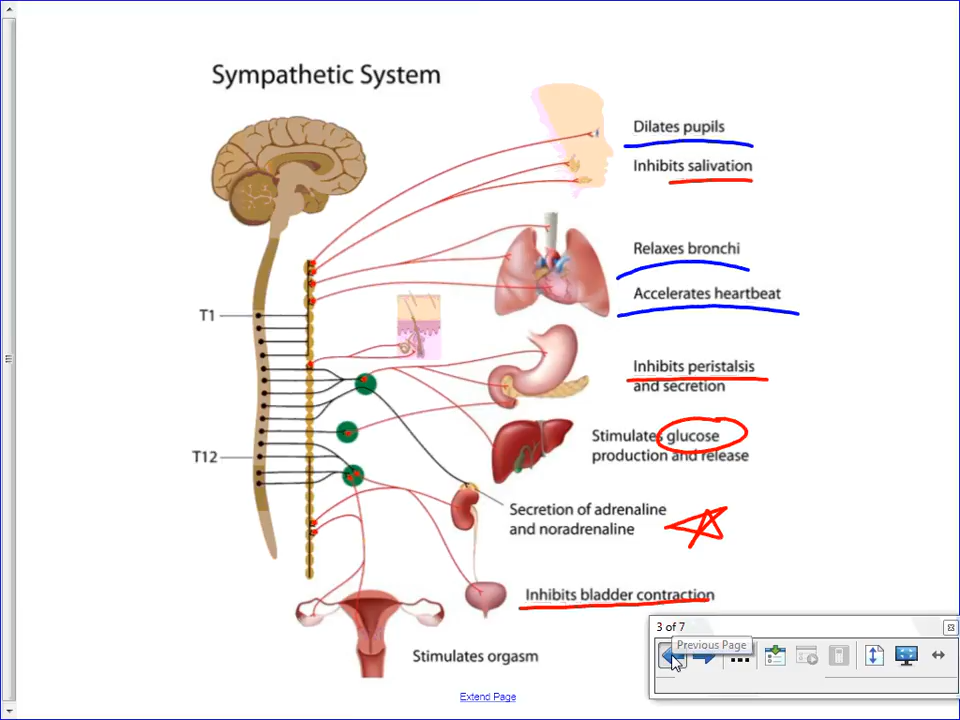 Sympathetic System
Dilates pupils
Inhibits salivation
Relaxes bronchi
Accelerates heartbeat
T1
Inhibits peristalsis
and secretion
Stimulates glucose
production and release
T12
Secretion of adrenaline
and noradrenaline
Inhibits bladder contraction
3 of 7
Previous Page
Stimulates orgasm
Extend Page